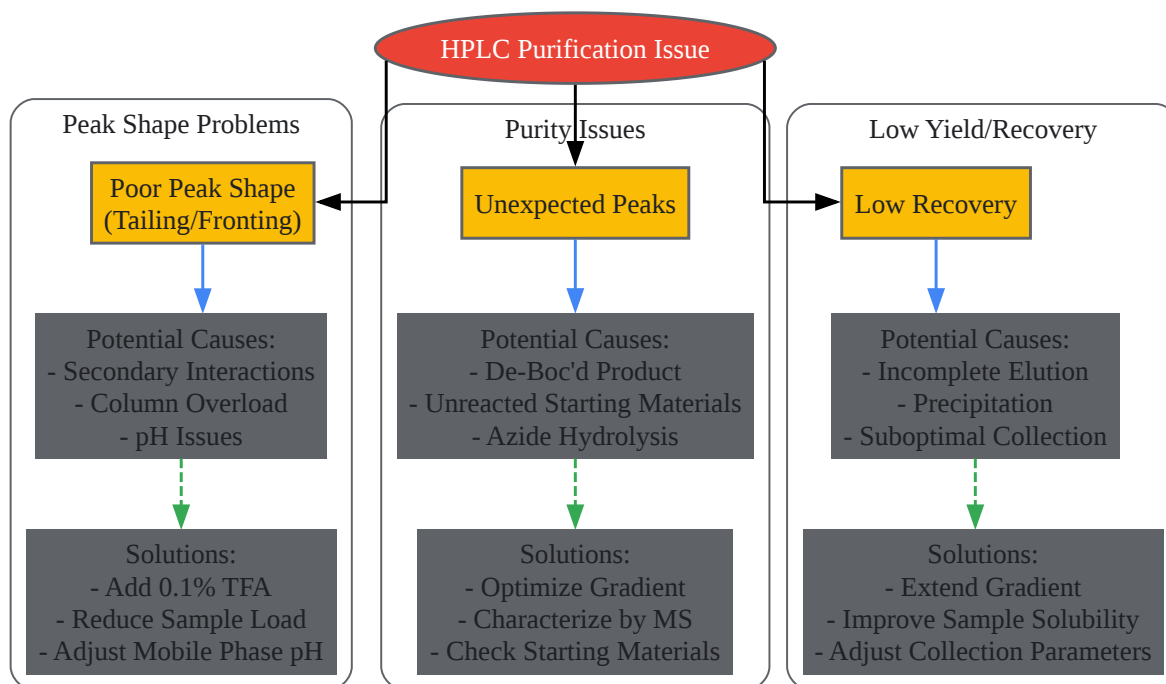 HPLC Purification Issue
Peak Shape Problems
Poor Peak Shape
(Tailing/Fronting)
Potential Causes:
- Secondary Interactions
- Column Overload
- pH Issues
Solutions:
- Add 0.1% TFA
- Reduce Sample Load
- Adjust Mobile Phase pH
Purity Issues
Unexpected Peaks
Potential Causes:
- De-Boc'd Product
- Unreacted Starting Materials
- Azide Hydrolysis
Solutions:
- Optimize Gradient
- Characterize by MS
- Check Starting Materials
Low Yield/Recovery
Low Recovery
Potential Causes:
- Incomplete Elution
- Precipitation
- Suboptimal Collection
Solutions:
- Extend Gradient
- Improve Sample Solubility
- Adjust Collection Parameters